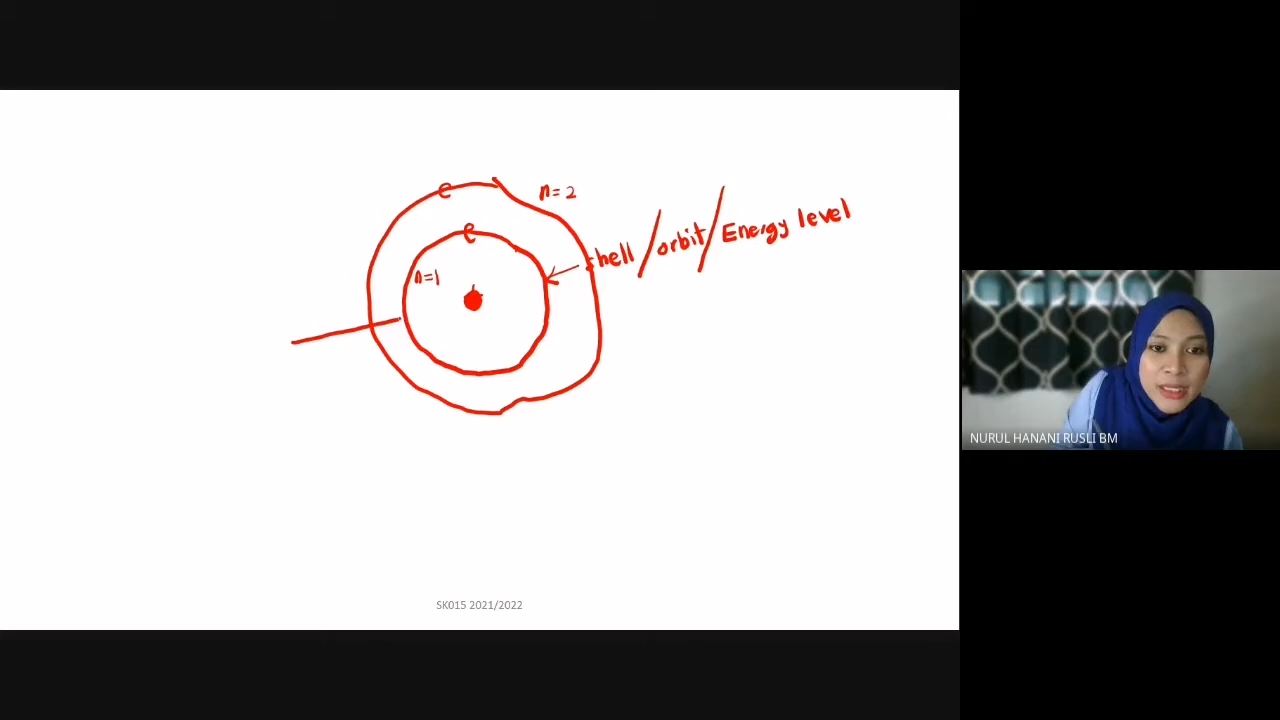 e
n=2
e
n=1
shell/orbit/Energy level
NURUL HANANI RUSLI BM
SK015 2021/2022